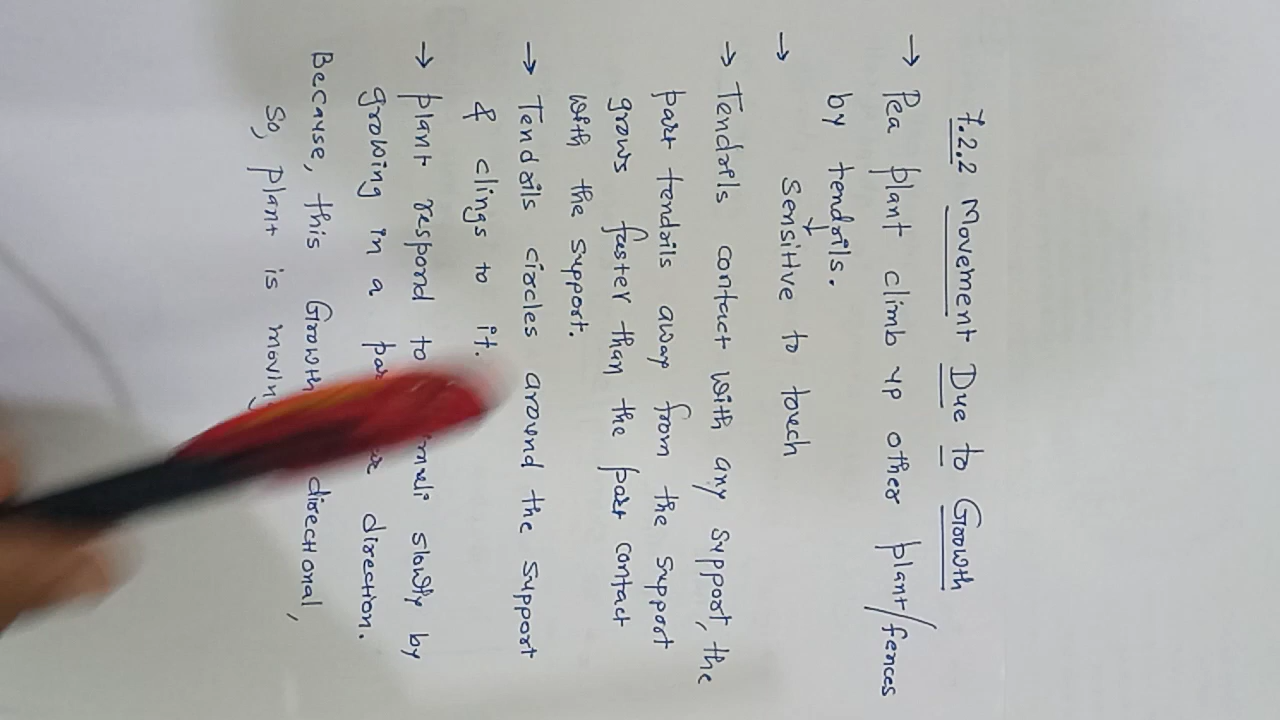 7.2.2 Movement Due to Growth
→ Pea plant climb up other plant/fences
by tendrils.
→ sensitive to touch
→ Tendrils contact with any support, the
part tendrils away from the support
grows faster than the part contact
with the support.
→ Tendrils circles around the support
& clings to it.
→ plant respond to slowly by
growing in a direction.
Because, this Growth directional,
So, plant is